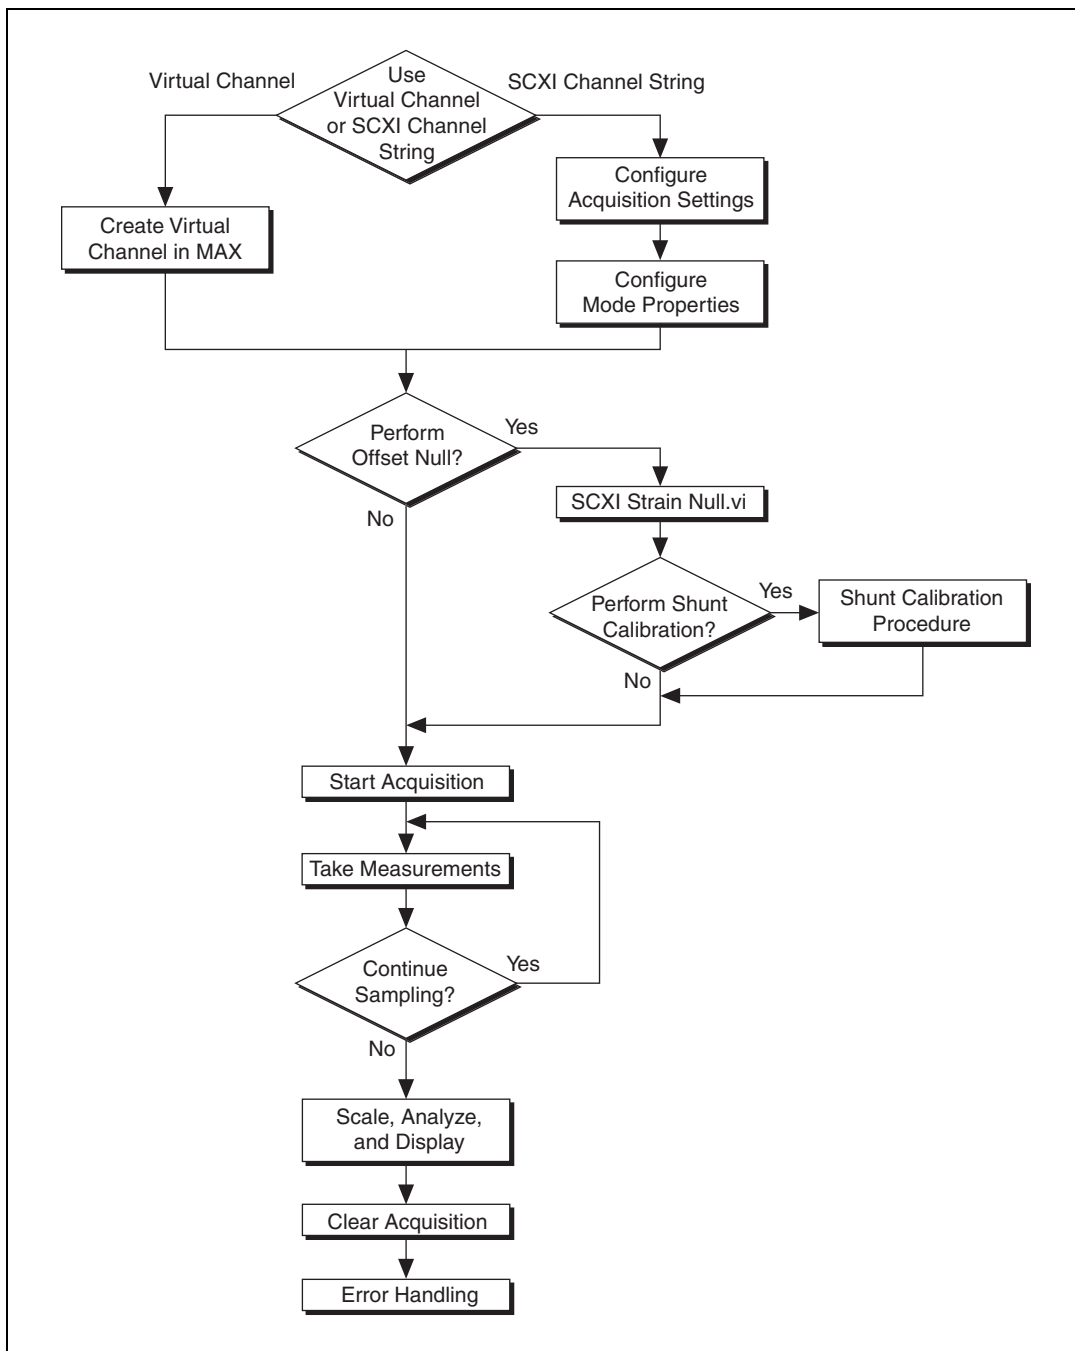 Virtual Channel
Use
Virtual Channel
or SCXI Channel
String
SCXI Channel String
Create Virtual
Channel in MAX
Configure
Acquisition Settings
Configure
Mode Properties
Perform
Offset Null?
Yes
No
SCXI Strain Null.vi
Perform Shunt
Calibration?
Yes
Shunt Calibration
Procedure
No
Start Acquisition
Take Measurements
Continue
Sampling?
Yes
No
Scale, Analyze,
and Display
Clear Acquisition
Error Handling